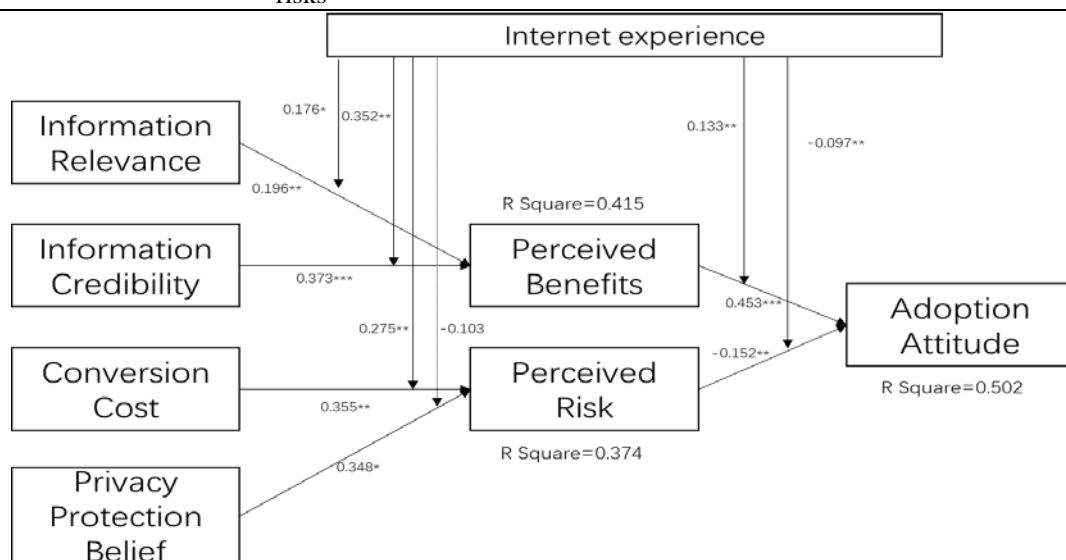 risks
Internet experience
0.176*
0.352**
0.133**
-0.097**
Information
Relevance
0.196**
R Square=0.415
Information
Credibility
0.373***
Perceived
Benefits
0.453***
Adoption
Attitude
R Square=0.502
0.275**
-0.103
-0.152**
Conversion
Cost
0.355**
Perceived
Risk
R Square=0.374
0.348*
Privacy
Protection
Belief